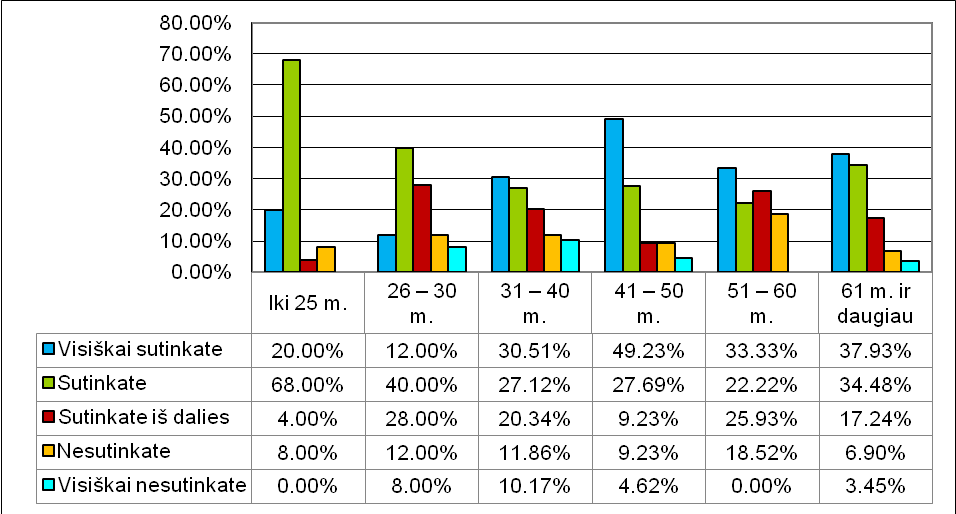 80.00%
70.00%
60.00%
50.00%
40.00%
30.00%
20.00%
10.00%
0.00%
Iki 25 m. 26 – 30 m. 31 – 40 m. 41 – 50 m. 51 – 60 m. 61 m. ir daugiau
Visiškai sutinkate 20.00% 12.00% 30.51% 49.23% 33.33% 37.93%
Sutinkate 68.00% 40.00% 27.12% 27.69% 22.22% 34.48%
Sutinkate iš dalies 4.00% 28.00% 20.34% 9.23% 25.93% 17.24%
Nesutinkate 8.00% 12.00% 11.86% 9.23% 18.52% 6.90%
Visiškai nesutinkate 0.00% 8.00% 10.17% 4.62% 0.00% 3.45%